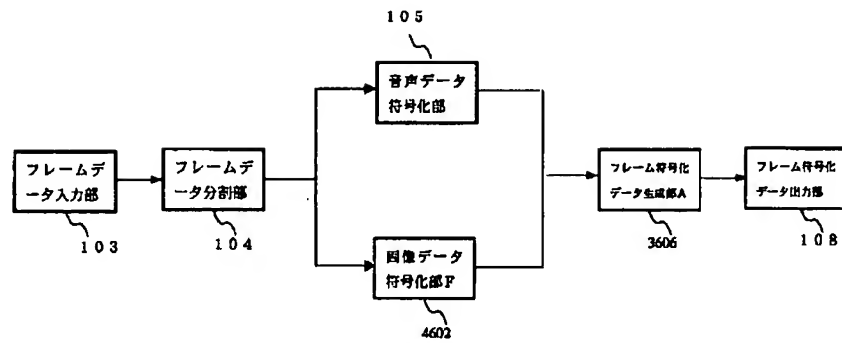 105
音声データ
符号化部
フレームデ
ータ入力部
103
フレームデ
ータ分割部
104
画像データ
符号化部F
4602
フレーム符号化
データ生成部A
3606
フレーム符号化
データ出力部
108